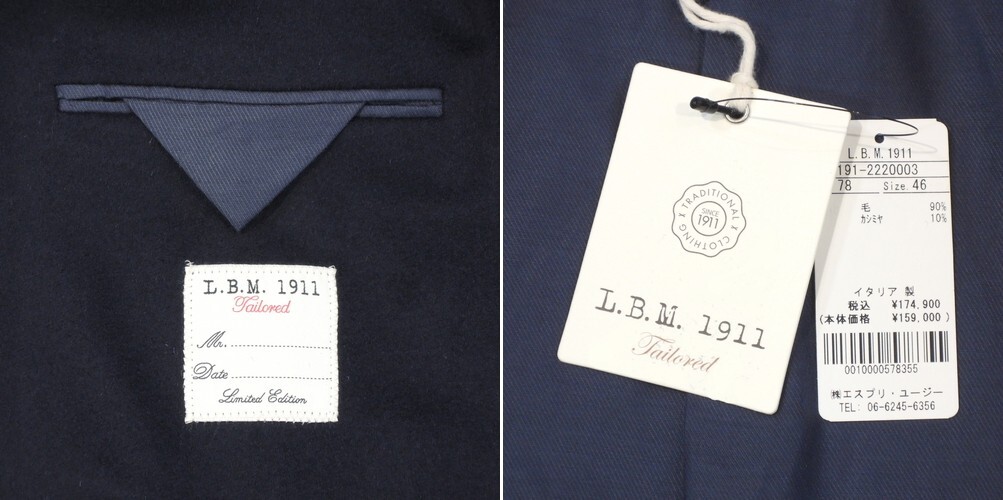 L.B.M. 1911
Tailored
Mr.
Date
Limited Edition
TRADITIONAL X CLOTHING X
SINCE
1911
L.B.M. 1911
Tailored
L.B.M. 1911
191-2220003
78 Size. 46
毛 90%
カシミヤ 10%
イタリア 製
税込 ¥174,900
(本体価格 ¥159,000)
0010000578355
㈱エスプリ・ユージー
TEL: 06-6245-6356